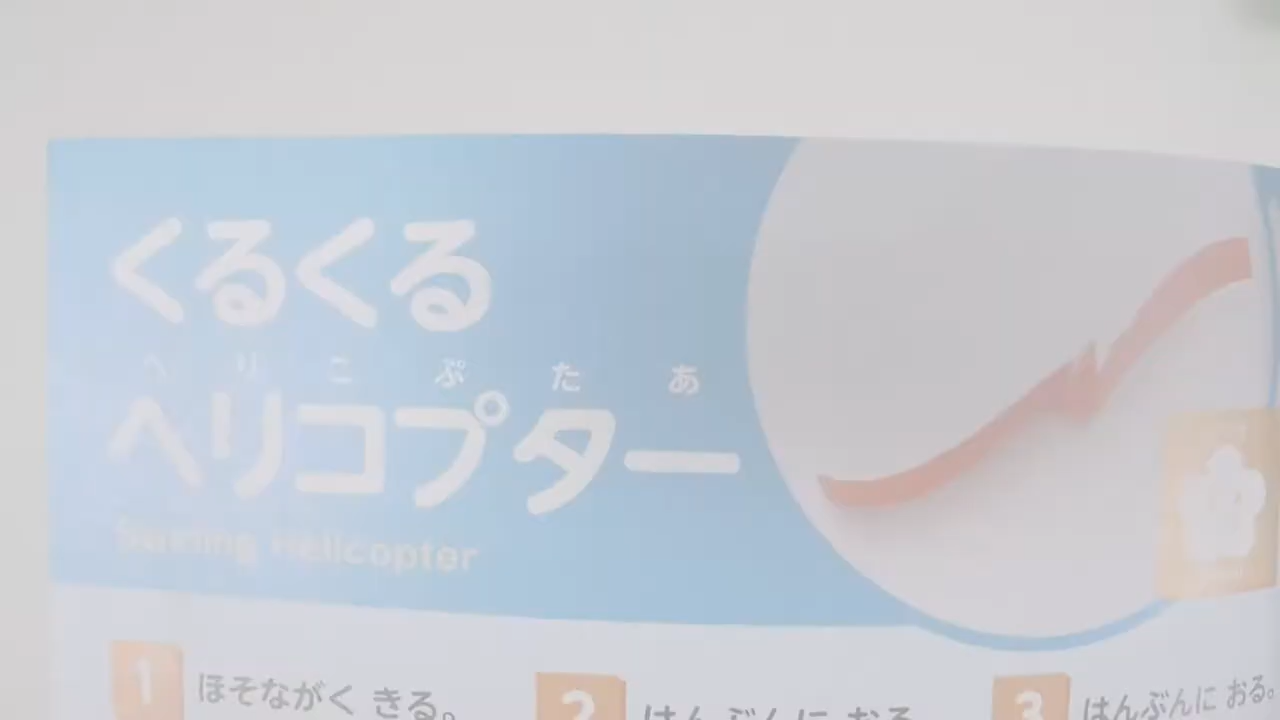 くるくる
へ り こ ぷ た あ
ヘリコプター
Helicopter
1 ほそながく きる。
2 はんぶんに おる
3 はんぶんに おる。